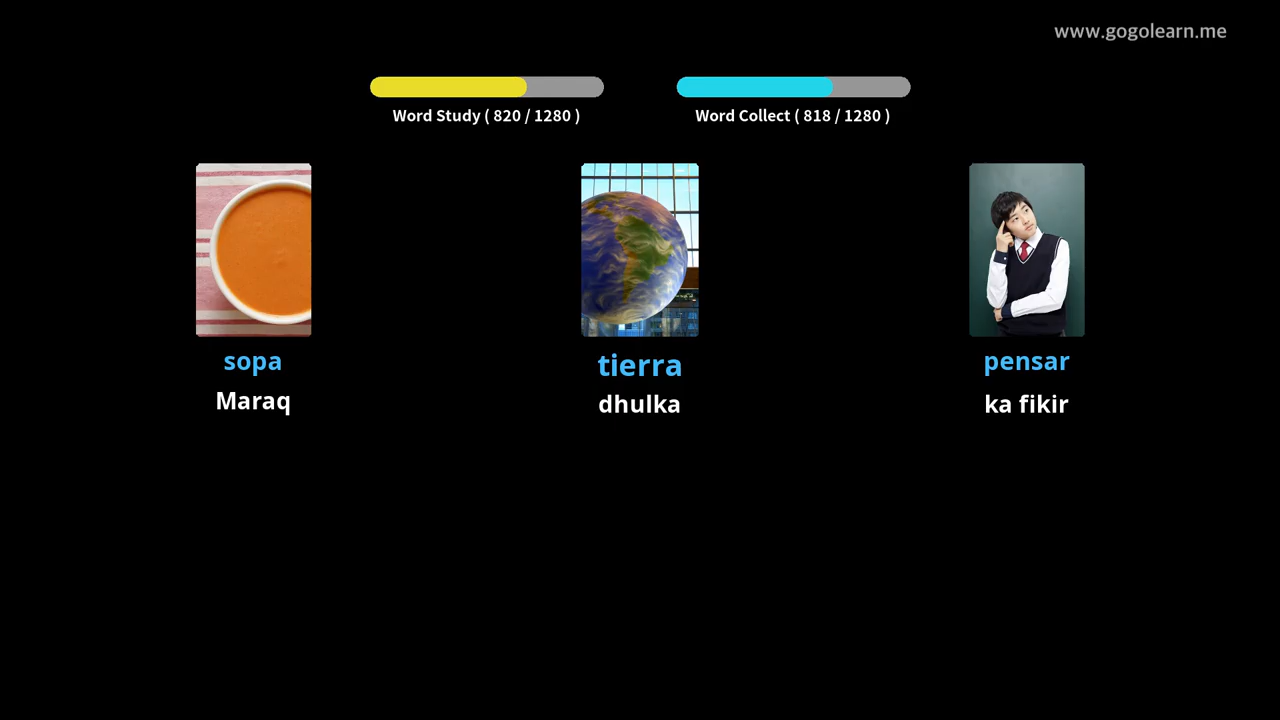 www.gogolearn.me
Word Study ( 820 / 1280 )
Word Collect ( 818 / 1280 )
sopa
Maraq
tierra
dhulka
pensar
ka fikir